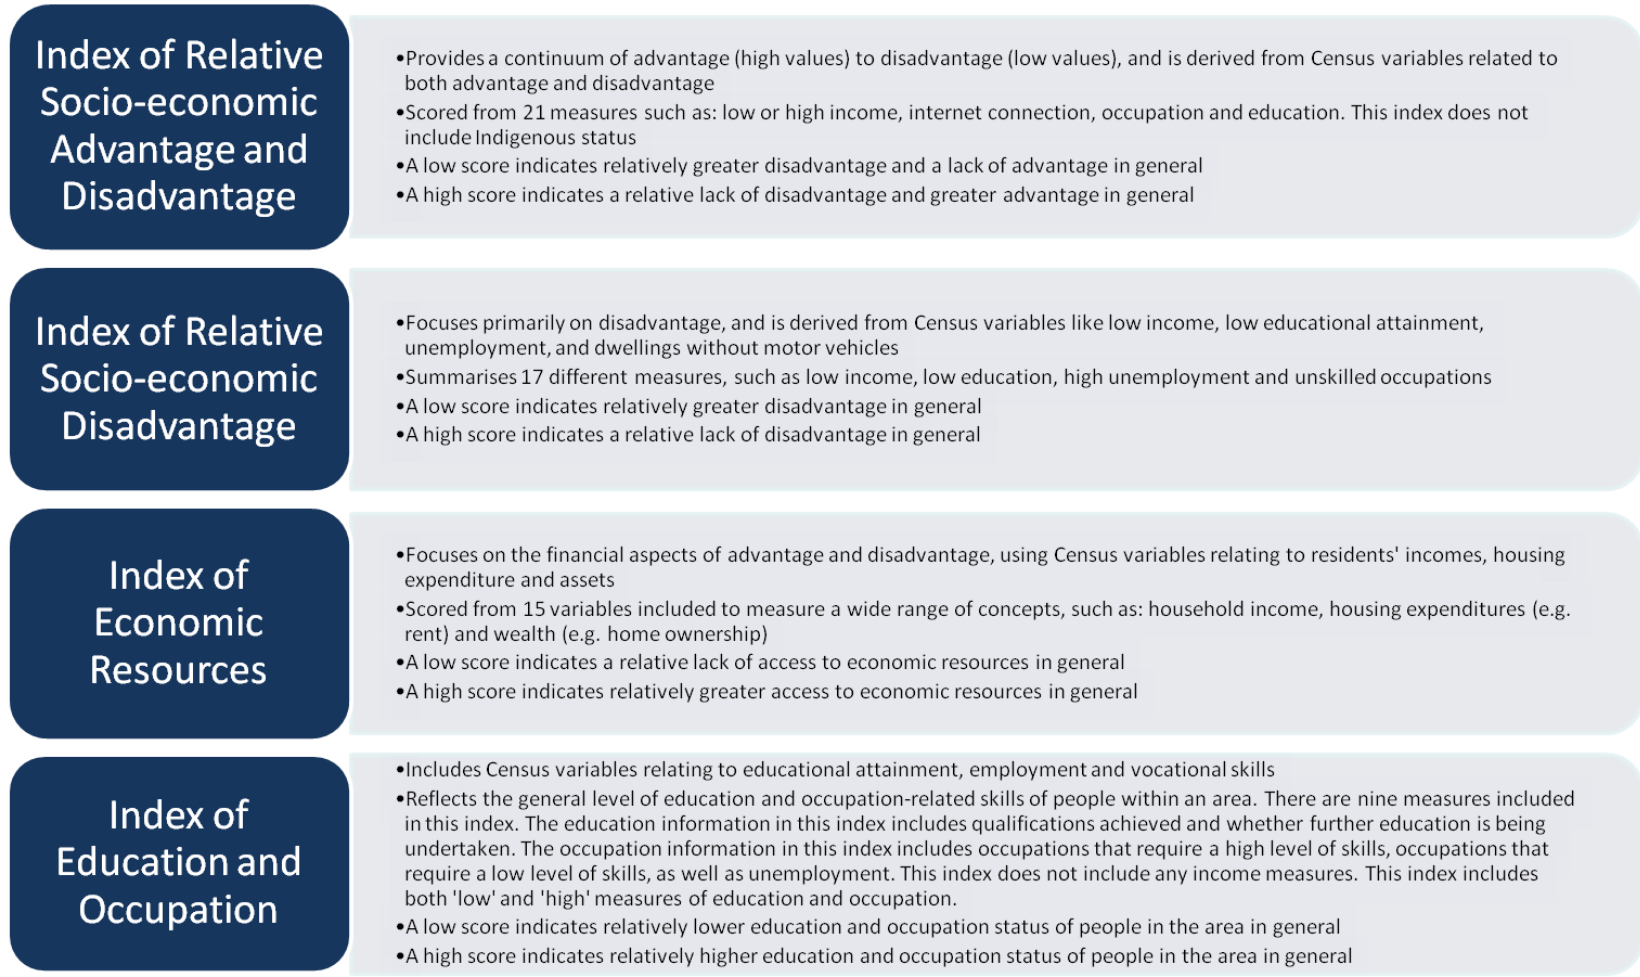 Index of Relative
Socio-economic
Advantage and
Disadvantage
•Provides a continuum of advantage (high values) to disadvantage (low values), and is derived from Census variables related to
both advantage and disadvantage
•Scored from 21 measures such as: low or high income, internet connection, occupation and education. This index does not
include Indigenous status
•A low score indicates relatively greater disadvantage and a lack of advantage in general
•A high score indicates a relative lack of disadvantage and greater advantage in general
Index of Relative
Socio-economic
Disadvantage
•Focuses primarily on disadvantage, and is derived from Census variables like low income, low educational attainment,
unemployment, and dwellings without motor vehicles
•Summarises 17 different measures, such as low income, low education, high unemployment and unskilled occupations
•A low score indicates relatively greater disadvantage in general
•A high score indicates a relative lack of disadvantage in general
Index of
Economic
Resources
•Focuses on the financial aspects of advantage and disadvantage, using Census variables relating to residents' incomes, housing
expenditure and assets
•Scored from 15 variables included to measure a wide range of concepts, such as: household income, housing expenditures (e.g.
rent) and wealth (e.g. home ownership)
•A low score indicates a relative lack of access to economic resources in general
•A high score indicates relatively greater access to economic resources in general
Index of
Education and
Occupation
•Includes Census variables relating to educational attainment, employment and vocational skills
•Reflects the general level of education and occupation-related skills of people within an area. There are nine measures included
in this index. The education information in this index includes qualifications achieved and whether further education is being
undertaken. The occupation information in this index includes occupations that require a high level of skills, occupations that
require a low level of skills, as well as unemployment. This index does not include any income measures. This index includes
both 'low' and 'high' measures of education and occupation.
•A low score indicates relatively lower education and occupation status of people in the area in general
•A high score indicates relatively higher education and occupation status of people in the area in general